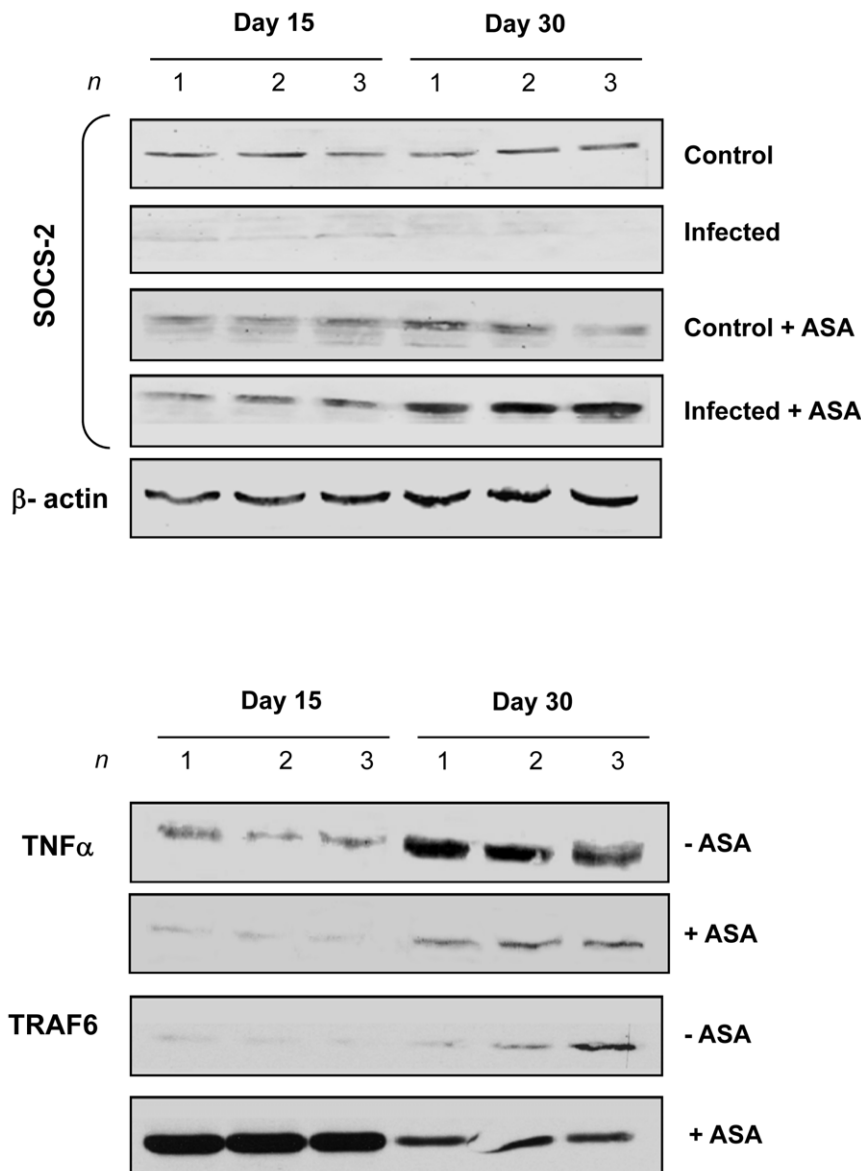 Day 15 Day 30
n 1 2 3 1 2 3
SOCS-2
Control
Infected
Control + ASA
Infected + ASA
β- actin
Day 15 Day 30
n 1 2 3 1 2 3
TNFα
- ASA
+ ASA
TRAF6
- ASA
+ ASA